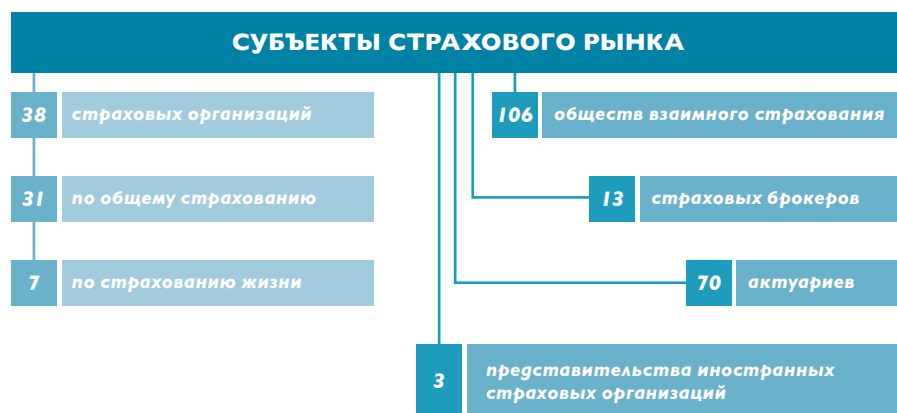 СУБЪЕКТЫ СТРАХОВОГО РЫНКА
38 страховых организаций
31 по общему страхованию
7 по страхованию жизни
106 обществ взаимного страхования
13 страховых брокеров
70 актуариев
3 представительства иностранных
страховых организаций